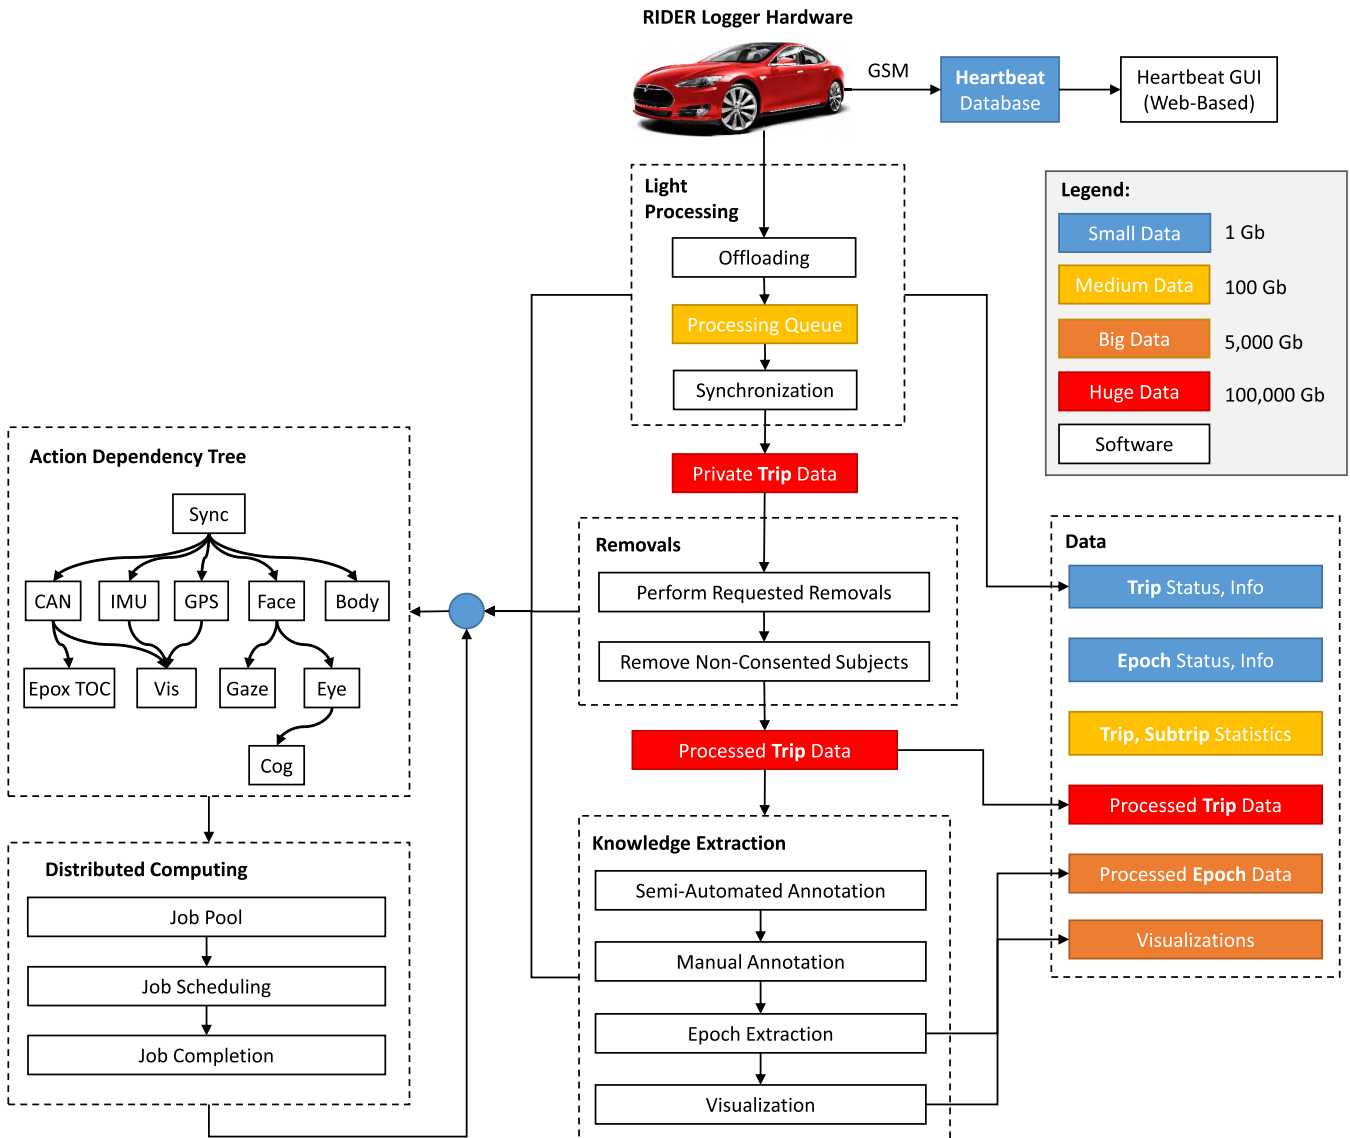 RIDER Logger Hardware
GSM
Heartbeat
Database
Heartbeat GUI
(Web-Based)
Light
Processing
Offloading
Processing Queue
Synchronization
Legend:
Small Data
1 Gb
Medium Data
100 Gb
Big Data
5,000 Gb
Huge Data
100,000 Gb
Software
Private Trip Data
Action Dependency Tree
Sync
CAN
IMU
GPS
Face
Body
Epox TOC
Vis
Gaze
Eye
Cog
Removals
Perform Requested Removals
Remove Non-Consented Subjects
Processed Trip Data
Data
Trip Status, Info
Epoch Status, Info
Trip, Subtrip Statistics
Processed Trip Data
Processed Epoch Data
Visualizations
Distributed Computing
Job Pool
Job Scheduling
Job Completion
Knowledge Extraction
Semi-Automated Annotation
Manual Annotation
Epoch Extraction
Visualization